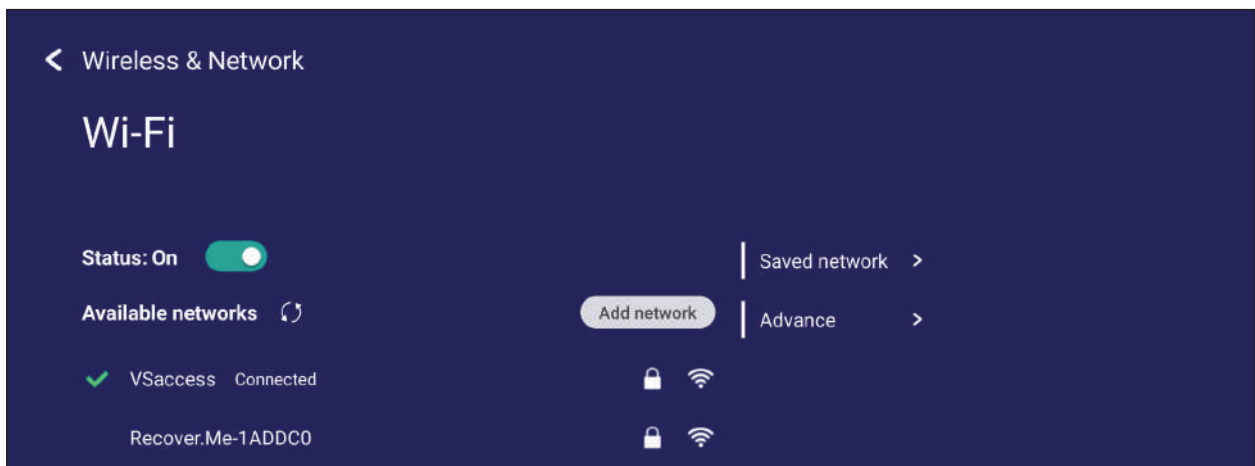 Wireless & Network
Wi-Fi
Status: On
Saved network
Available networks
Add network
Advance
VSaccess Connected
Recover.Me-1ADDC0